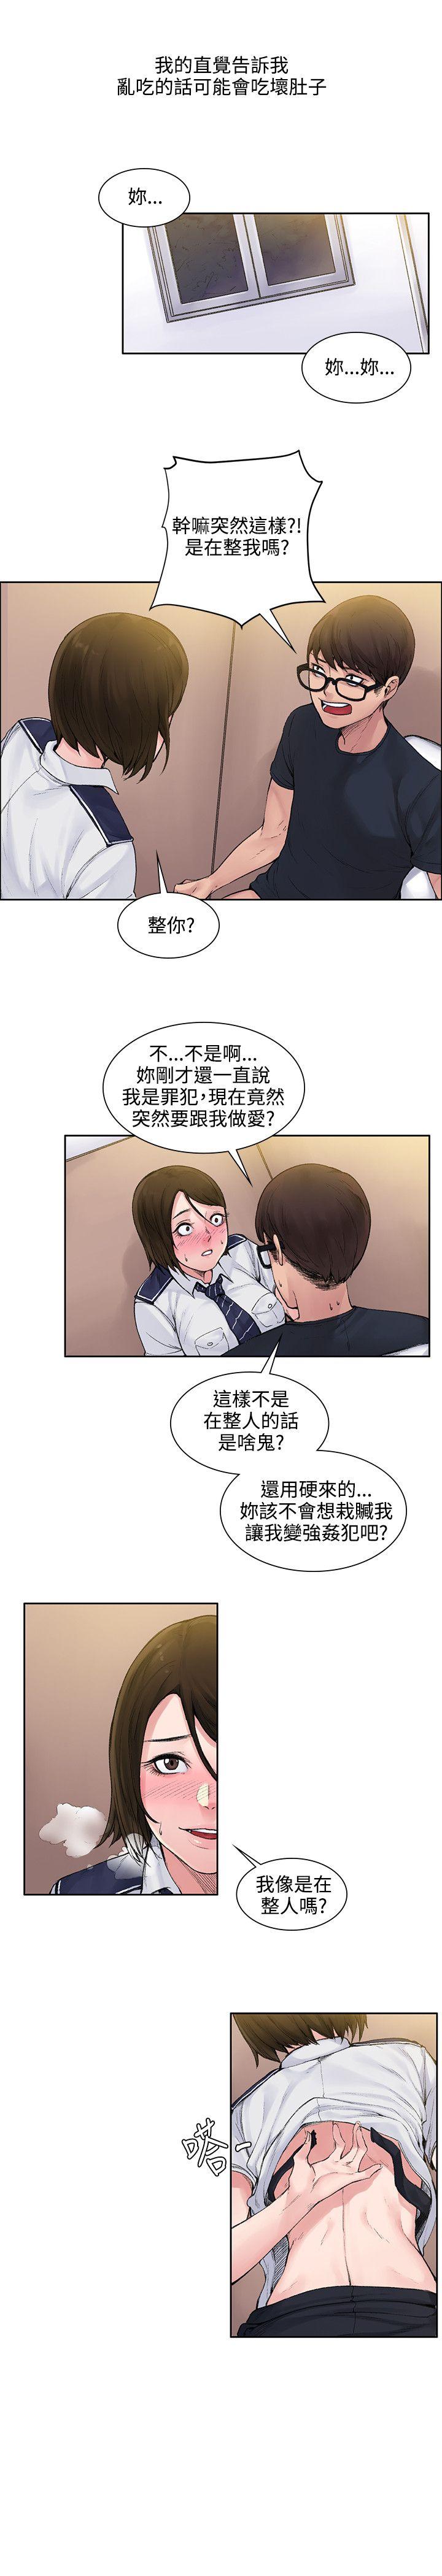 我的直覺告訴我
亂吃的話可能會吃壞肚子
妳...
妳...妳...
幹嘛突然這樣?!
是在整我嗎?
整你?
不...不是啊...
妳剛才還一直說
我是罪犯,現在竟然
突然要跟我做愛?
這樣不是
在整人的話
是啥鬼?
還用硬來的...
妳該不會想栽贓我
讓我變強姦犯吧?
我像是在
整人嗎?
嗒-